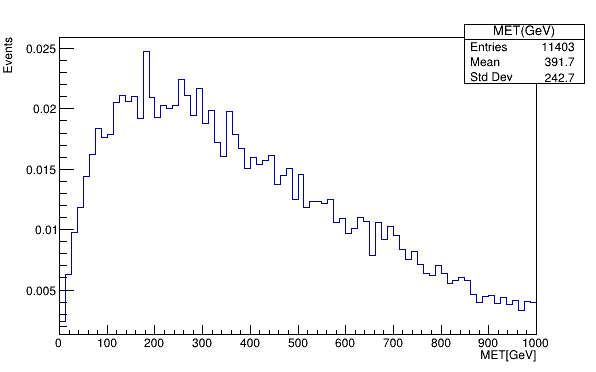 MET(GeV)
Entries 11403
Mean 391.7
Std Dev 242.7
Events
0.025
0.02
0.015
0.01
0.005
0 100 200 300 400 500 600 700 800 900 1000
MET[GeV]